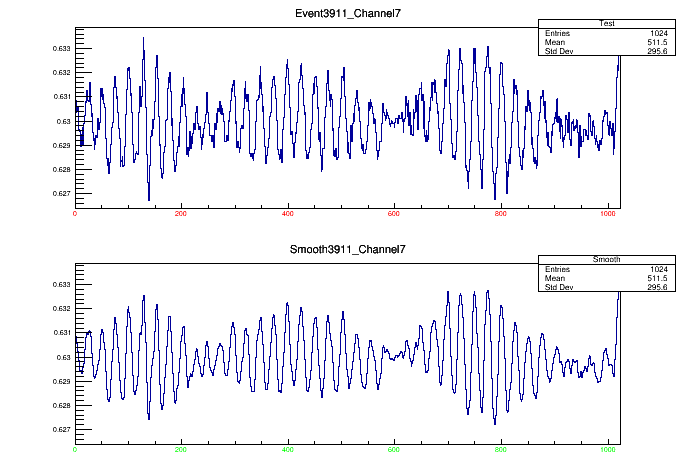 Event3911_Channel7
Test
Entries 1024
Mean 511.5
Std Dev 295.6
0.633
0.632
0.631
0.63
0.629
0.628
0.627
0 200 400 600 800 1000
Smooth3911_Channel7
Smooth
Entries 1024
Mean 511.5
Std Dev 295.6
0.633
0.632
0.631
0.63
0.629
0.628
0.627
0 200 400 600 800 1000